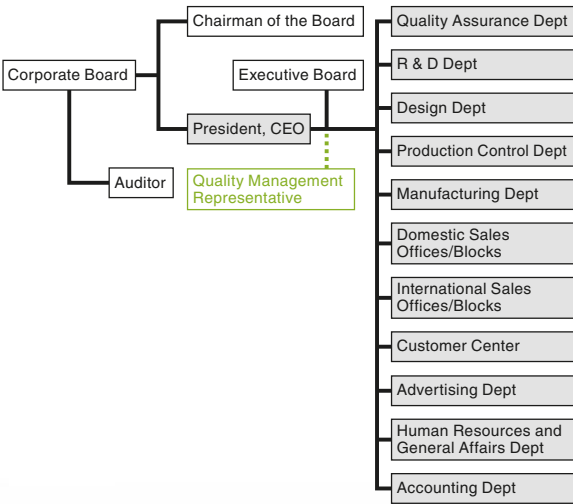 Chairman of the Board
Corporate Board
Executive Board
President, CEO
Auditor
Quality Management
Representative
Quality Assurance Dept
R & D Dept
Design Dept
Production Control Dept
Manufacturing Dept
Domestic Sales
Offices/Blocks
International Sales
Offices/Blocks
Customer Center
Advertising Dept
Human Resources and
General Affairs Dept
Accounting Dept